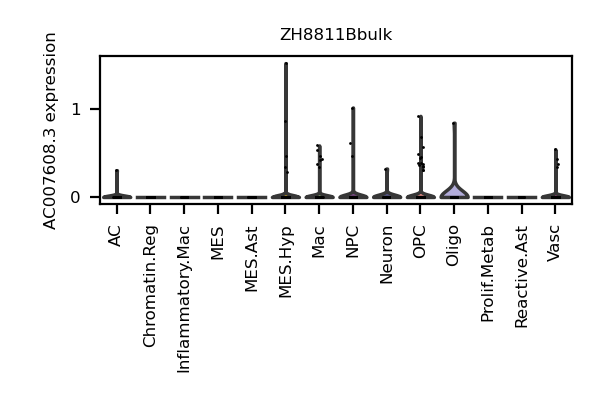 ZH8811Bbulk
AC007608.3 expression
1
0
AC
Chromatin.Reg
Inflammatory.Mac
MES
MES.Ast
MES.Hyp
Mac
NPC
Neuron
OPC
Oligo
Prolif.Metab
Reactive.Ast
Vasc